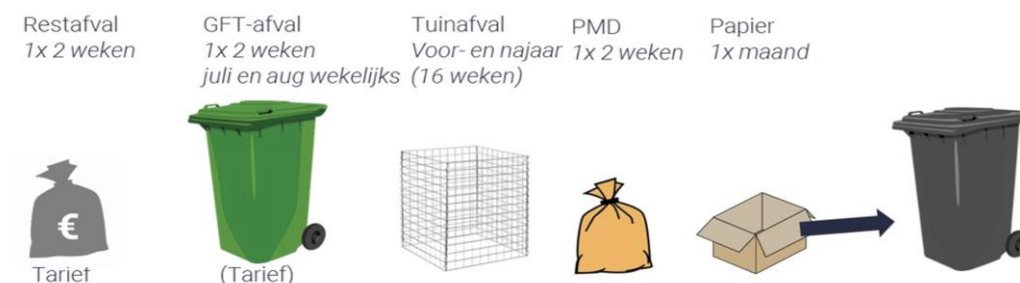 Restafval
1x 2 weken
GFT-afval
1x 2 weken
juli en aug wekelijks
Tuinafval
Voor- en najaar
(16 weken)
PMD
1x 2 weken
Papier
1x maand
€
Tarief
(Tarief)